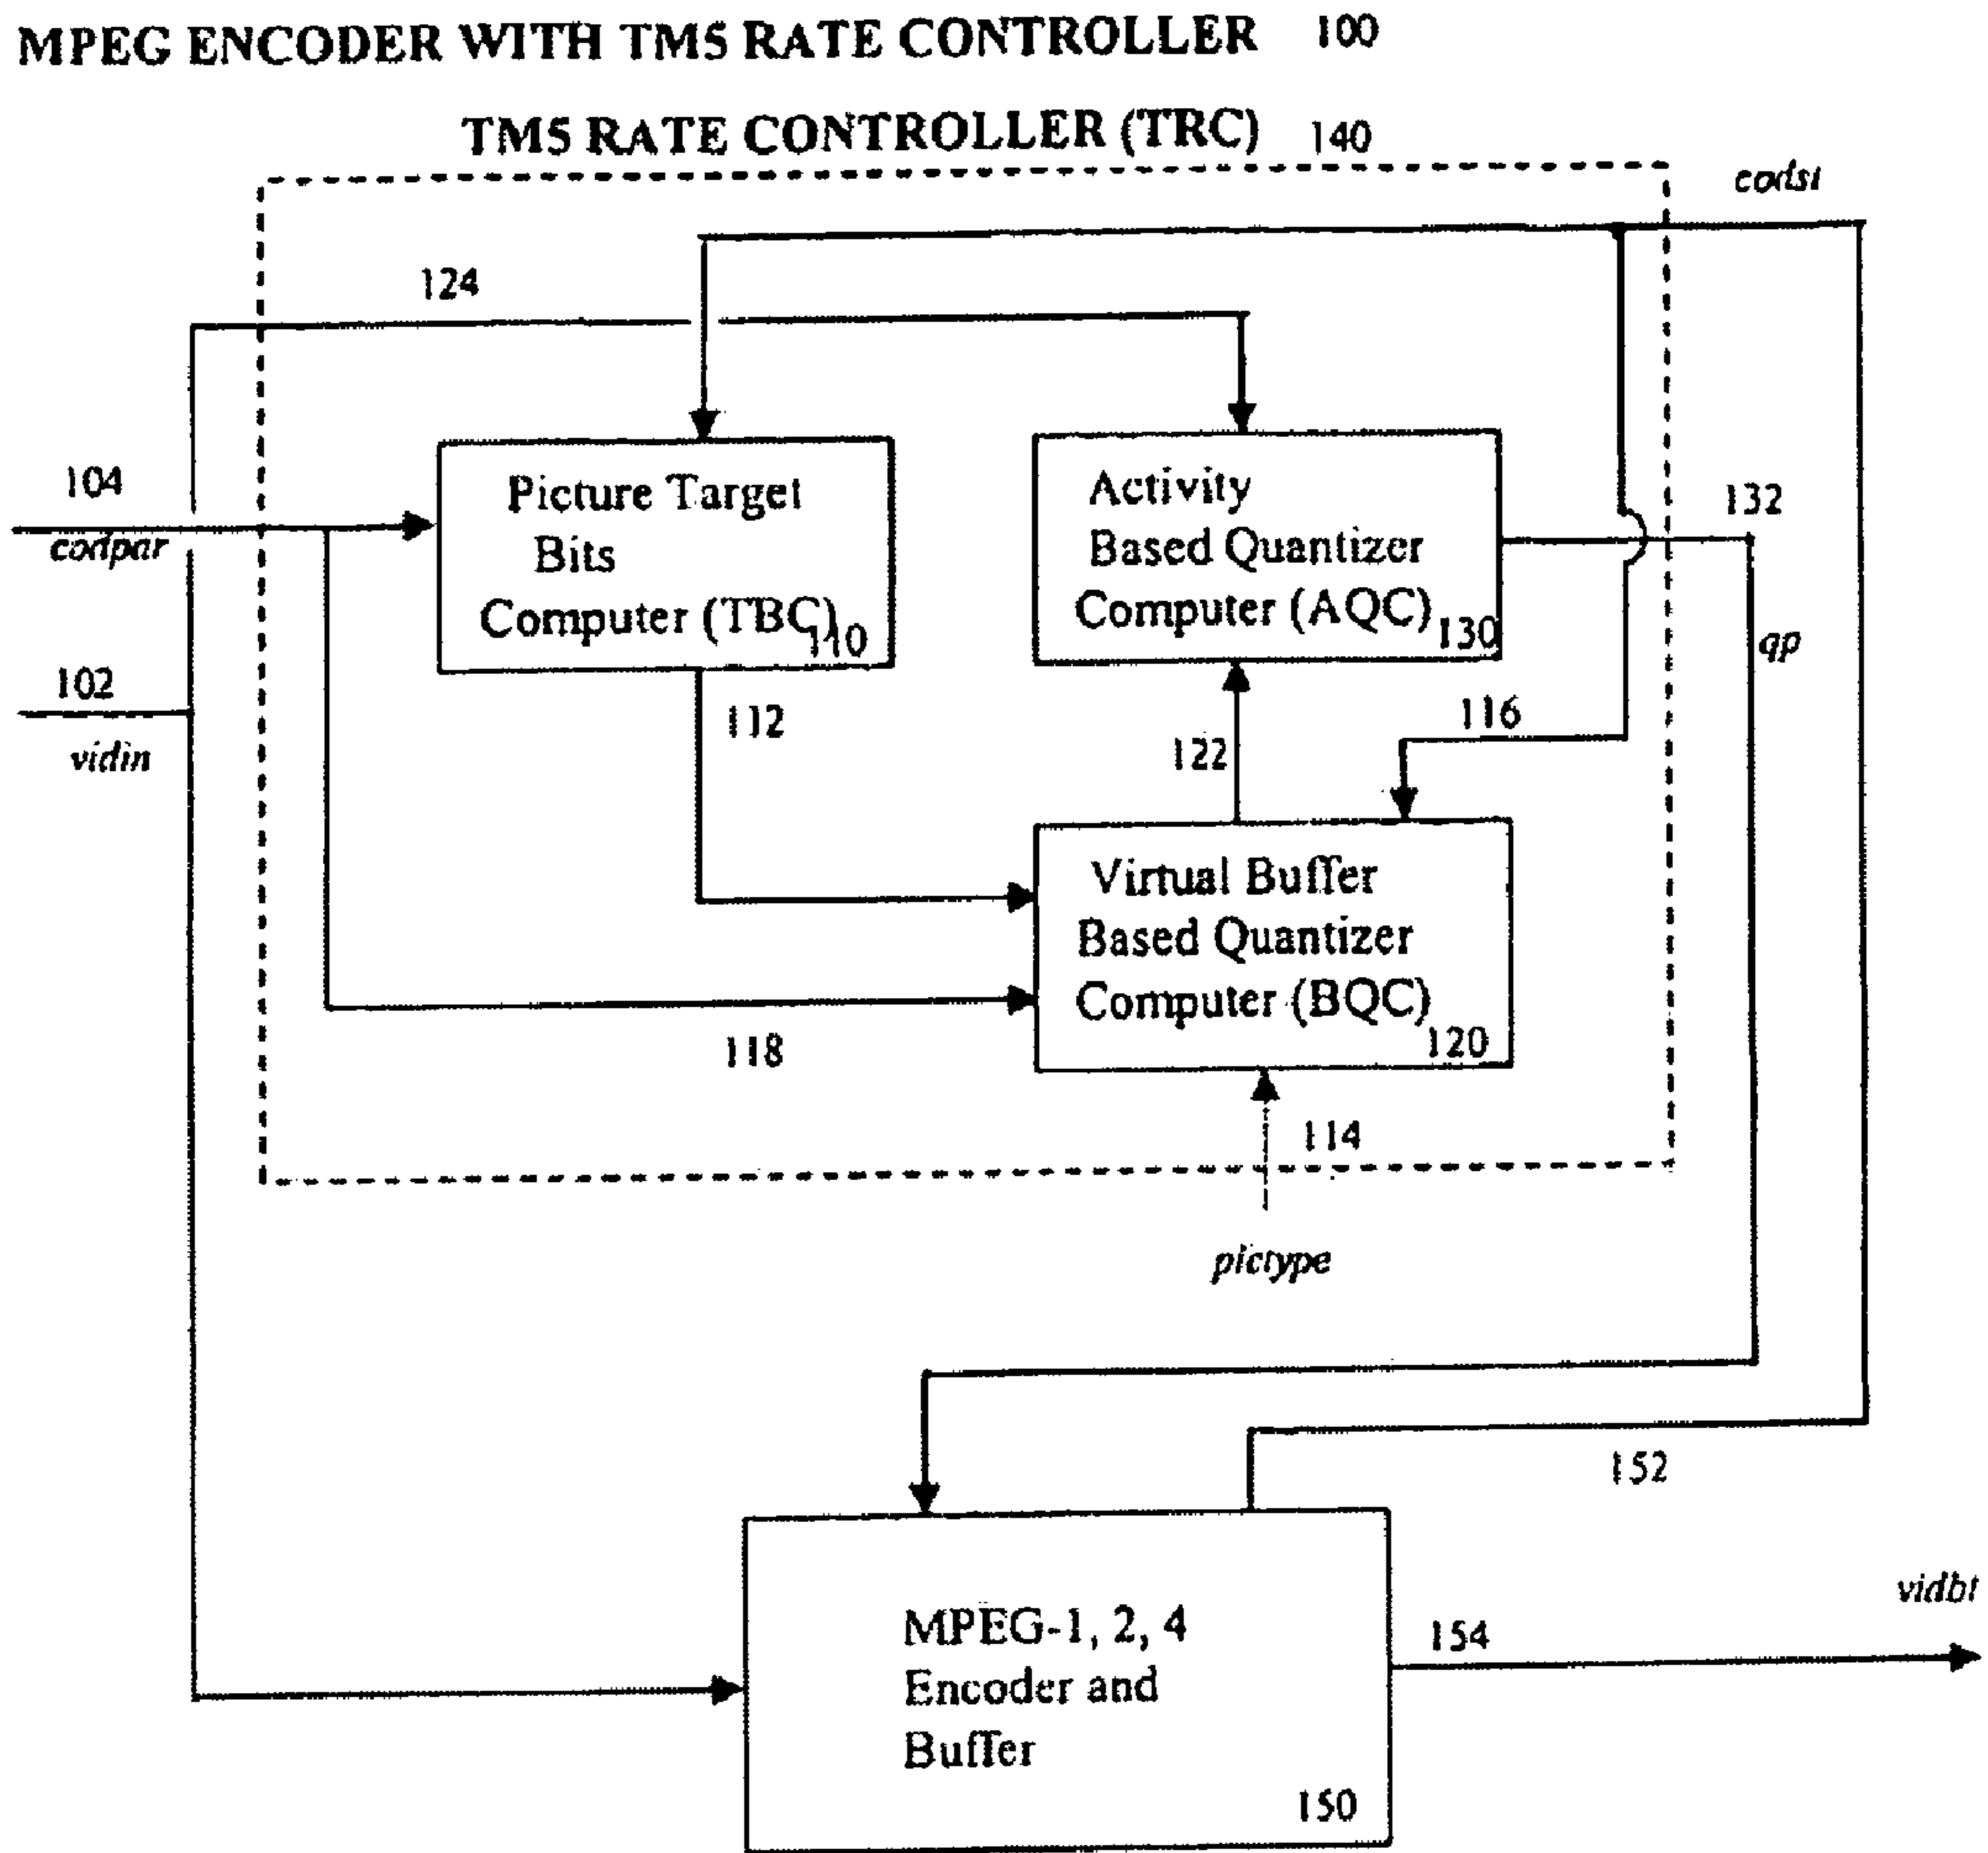 MPEG ENCODER WITH TM5 RATE CONTROLLER 100
TM5 RATE CONTROLLER (TRC) 140
codst
124
104
codpar
Picture Target
Bits
Computer (TBC) 110
Activity
Based Quantizer
Computer (AQC) 130
132
qp
102
vidin
112
122
116
Virtual Buffer
Based Quantizer
Computer (BQC)
120
118
114
pictype
152
MPEG-1, 2, 4
Encoder and
Buffer
150
154
vidbt